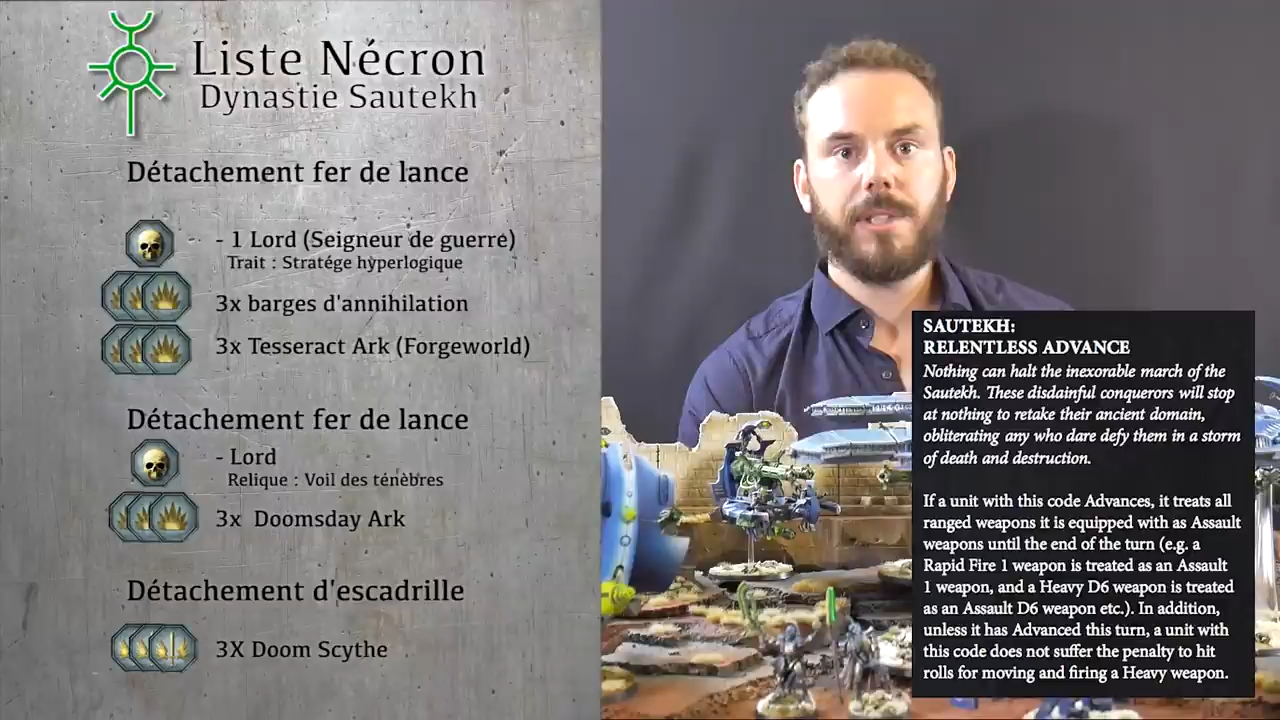 Liste Nécron
Dynastie Sautekh
Détachement fer de lance
- 1 Lord (Seigneur de guerre)
Trait : Stratége hyperlogique
3x barges d'annihilation
3x Tesseract Ark (Forgeworld)
Détachement fer de lance
- Lord
Relique : Voil des ténèbres
3x Doomsday Ark
Détachement d'escadrille
3X Doom Scythe
SAUTEKH:
RELENTLESS ADVANCE
Nothing can halt the inexorable march of the
Sautekh. These disdainful conquerors will stop
at nothing to retake their ancient domain,
obliterating any who dare defy them in a storm
of death and destruction.
If a unit with this code Advances, it treats all
ranged weapons it is equipped with as Assault
weapons until the end of the turn (e.g. a
Rapid Fire 1 weapon is treated as an Assault
1 weapon, and a Heavy D6 weapon is treated
as an Assault D6 weapon etc.). In addition,
unless it has Advanced this turn, a unit with
this code does not suffer the penalty to hit
rolls for moving and firing a Heavy weapon.